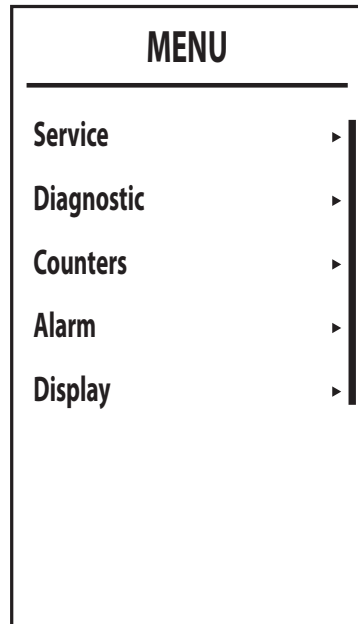 MENU
Service
Diagnostic
Counters
Alarm
Display